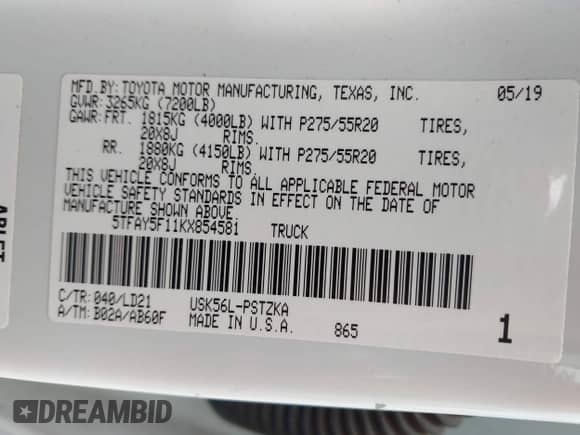 MFD.BY:TOYOTA MOTOR MANUFACTURING, TEXAS, INC. 05/19
GVWR:3265KG (7200LB)
GAWR:FRT. 1815KG (4000LB) WITH P275/55R20 TIRES,
20X8J RIMS.
RR. 1880KG (4150LB) WITH P275/55R20 TIRES,
20X8J RIMS.
THIS VEHICLE CONFORMS TO ALL APPLICABLE FEDERAL MOTOR
VEHICLE SAFETY STANDARDS IN EFFECT ON THE DATE OF
MANUFACTURE SHOWN ABOVE.
5TFAY5F11KX854581 TRUCK
C/TR:040/LD21 USK56L-PSTZKA
A/TM:B02A/AB60F MADE IN U.S.A. 865 1
DREAMBID